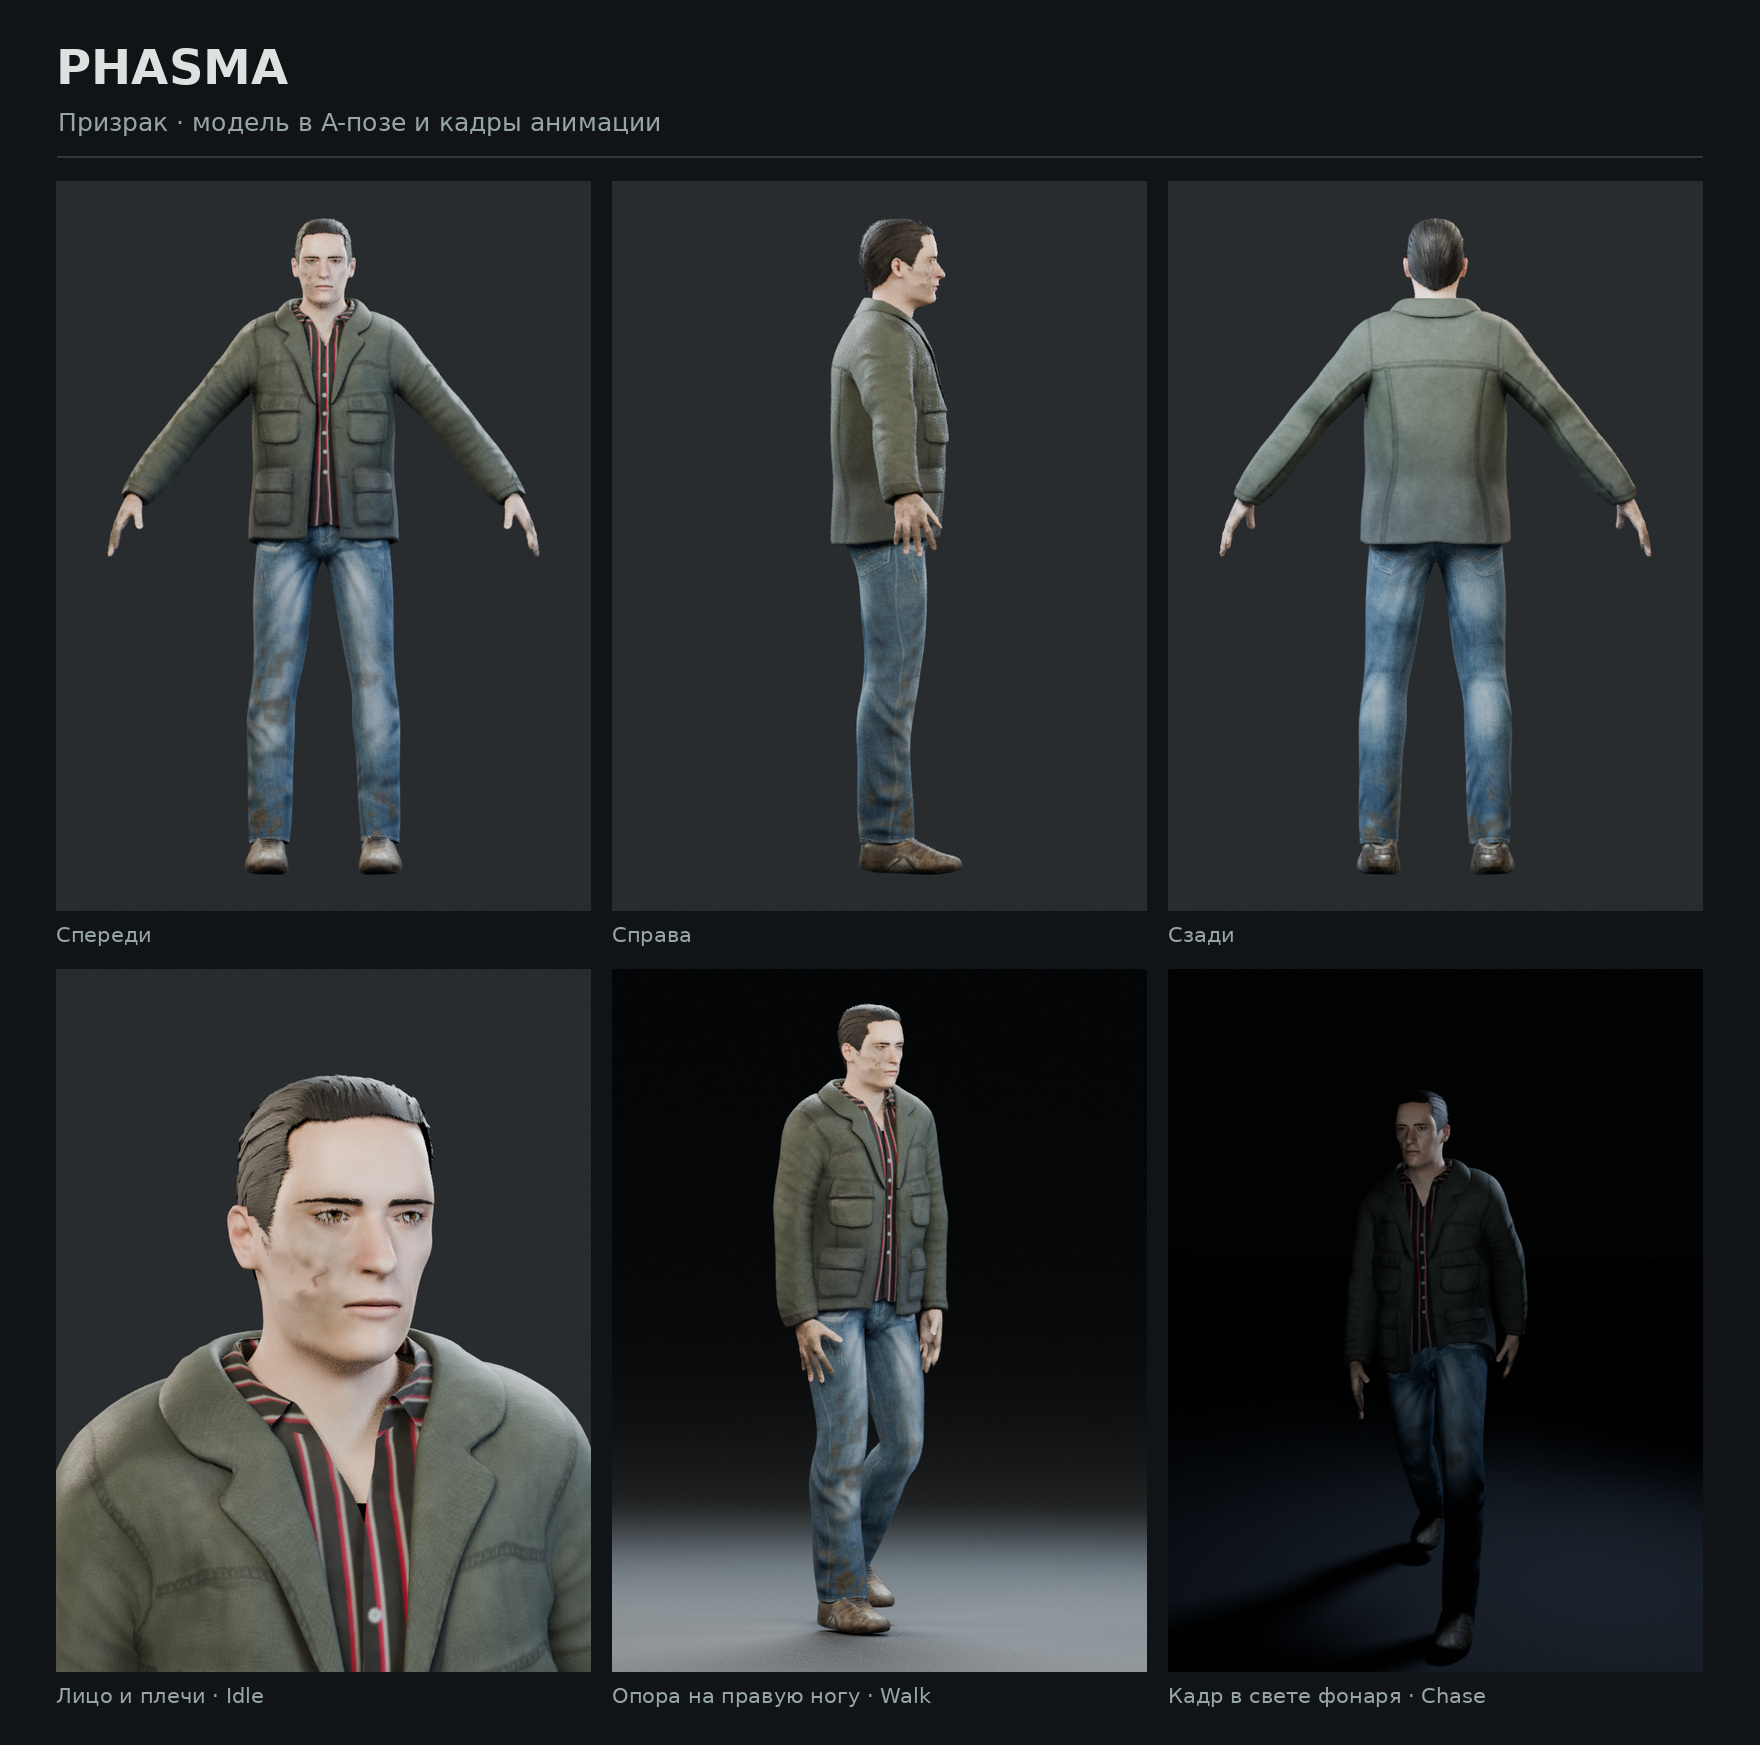 PHASMA
Призрак · модель в А-позе и кадры анимации
Спереди
Справа
Сзади
Лицо и плечи · Idle
Опора на правую ногу · Walk
Кадр в свете фонаря · Chase